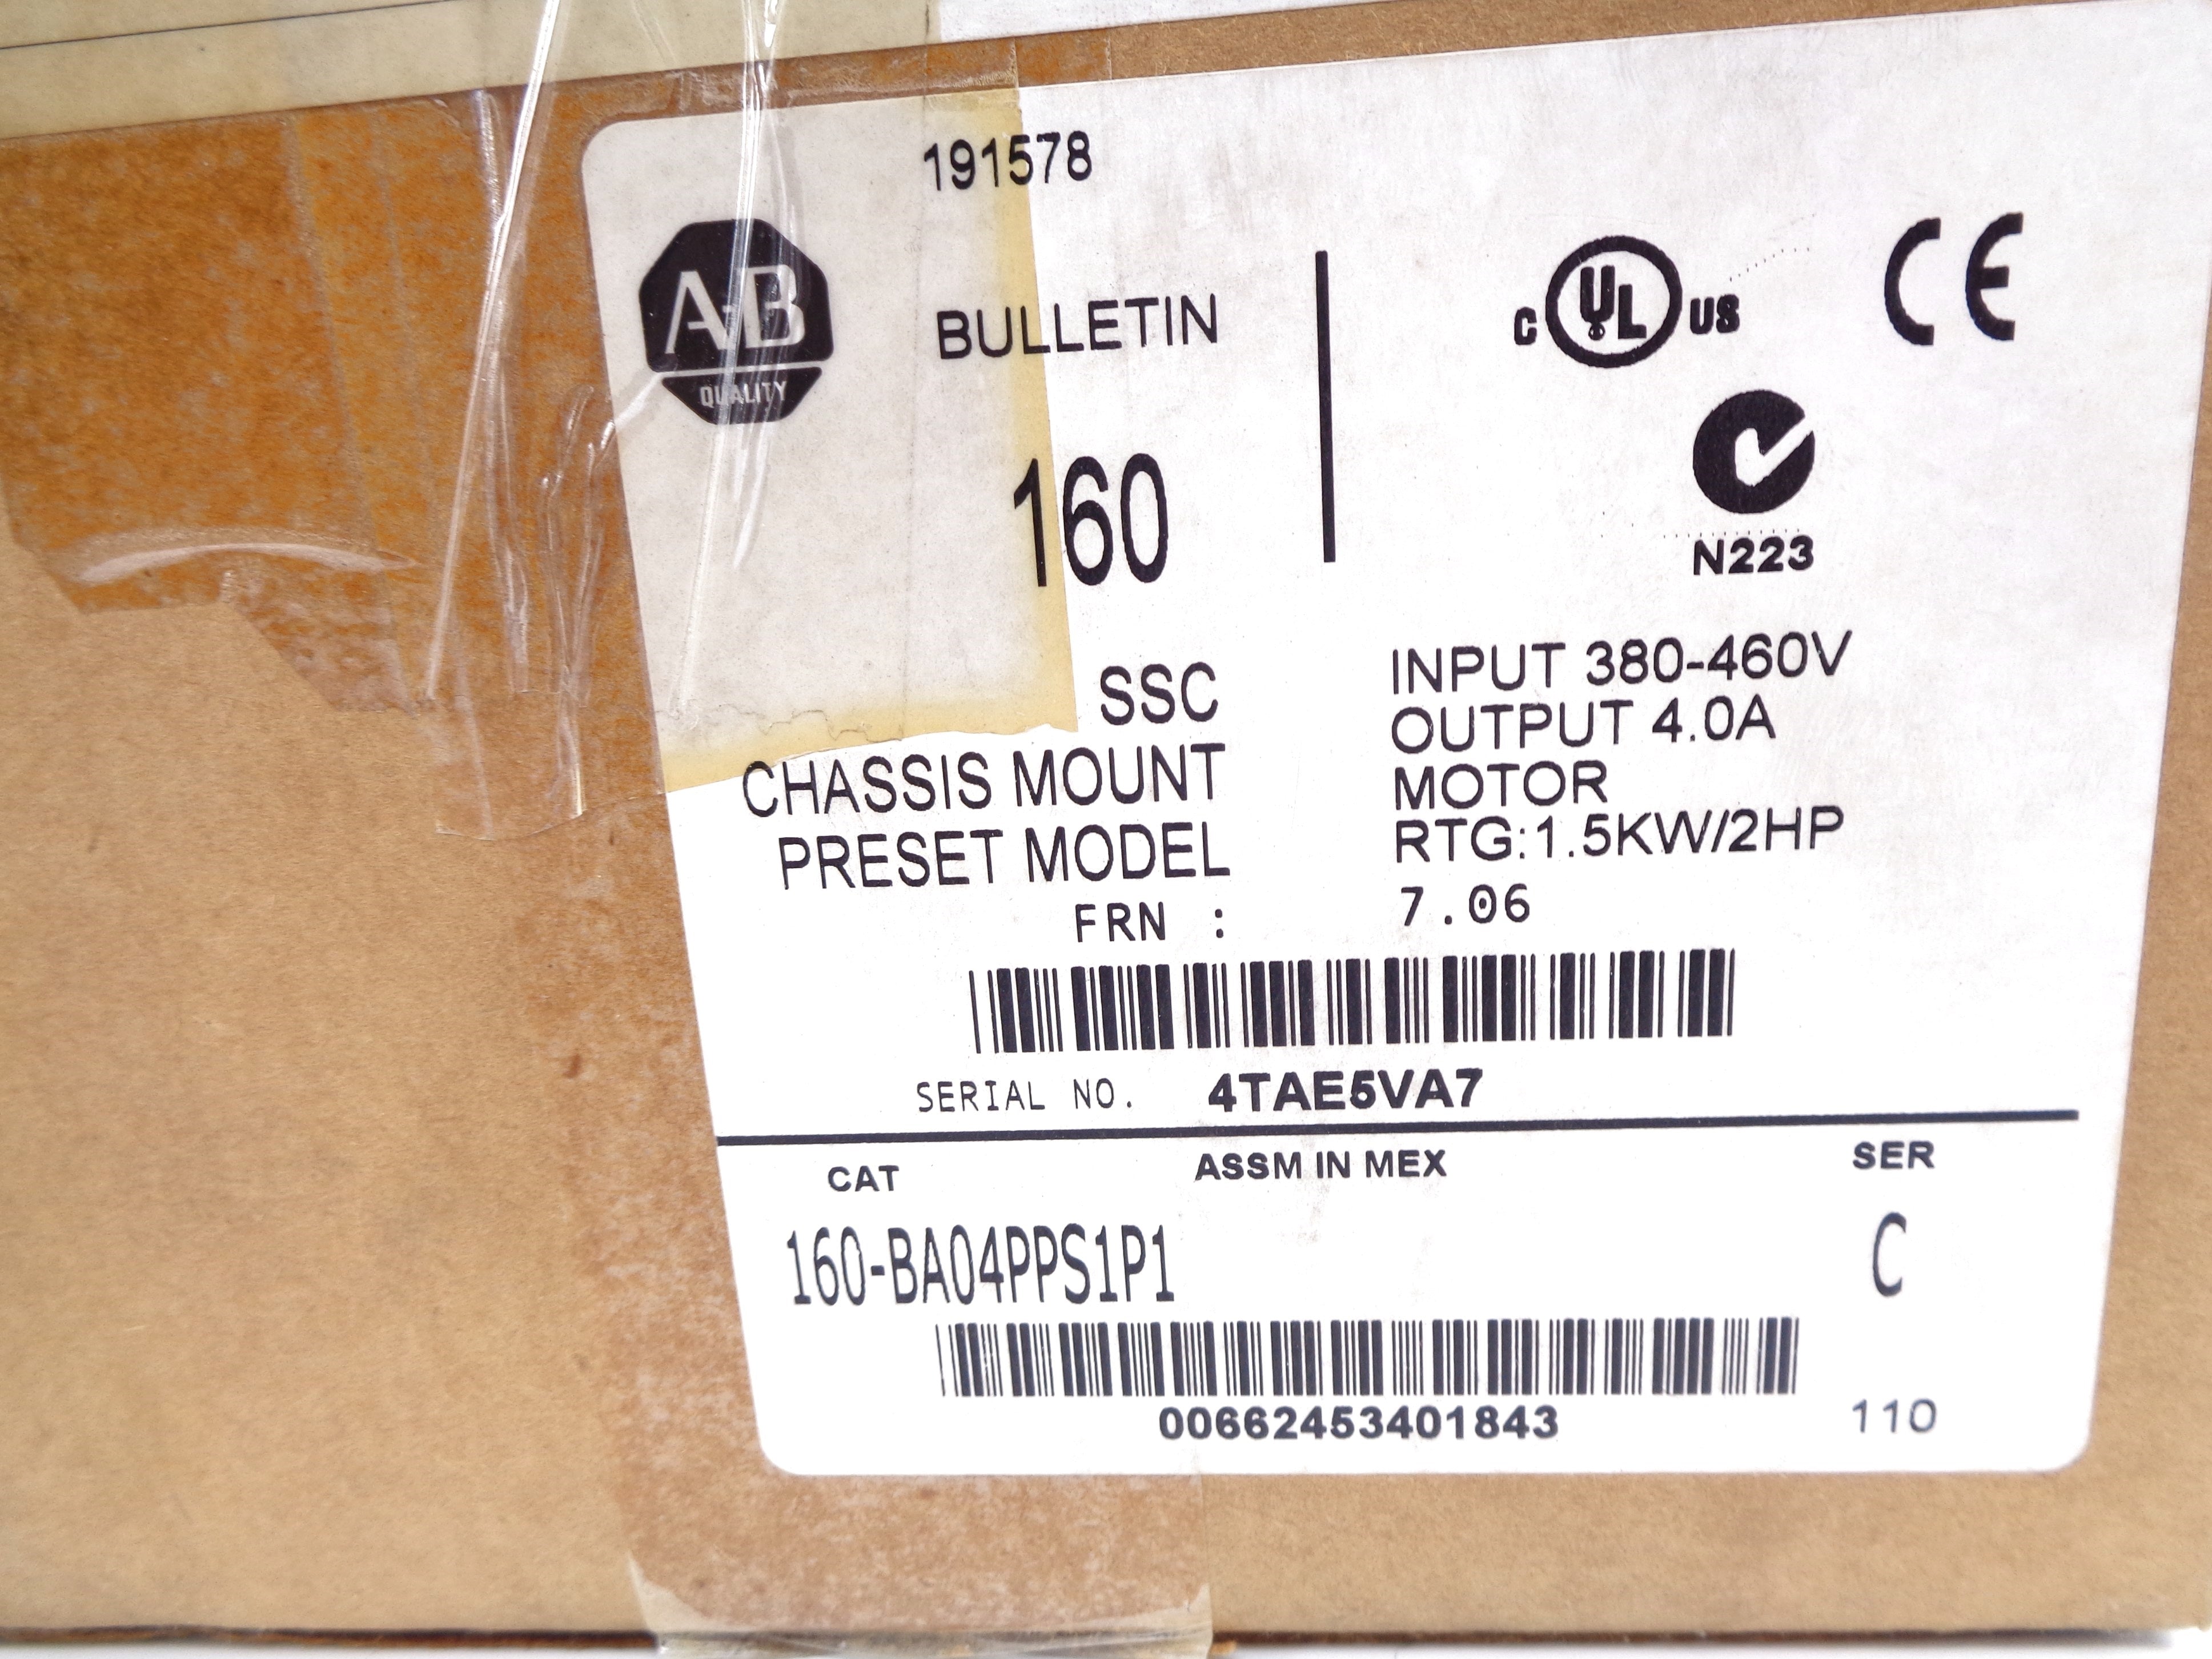 191578
A-B
QUALITY
BULLETIN
160
C UL US
CE
N223
SSC
CHASSIS MOUNT
PRESET MODEL
INPUT 380-460V
OUTPUT 4.0A
MOTOR
RTG:1.5KW/2HP
FRN : 7.06
SERIAL NO. 4TAE5VA7
CAT ASSM IN MEX SER
160-BA04PPS1P1 C
00662453401843
110